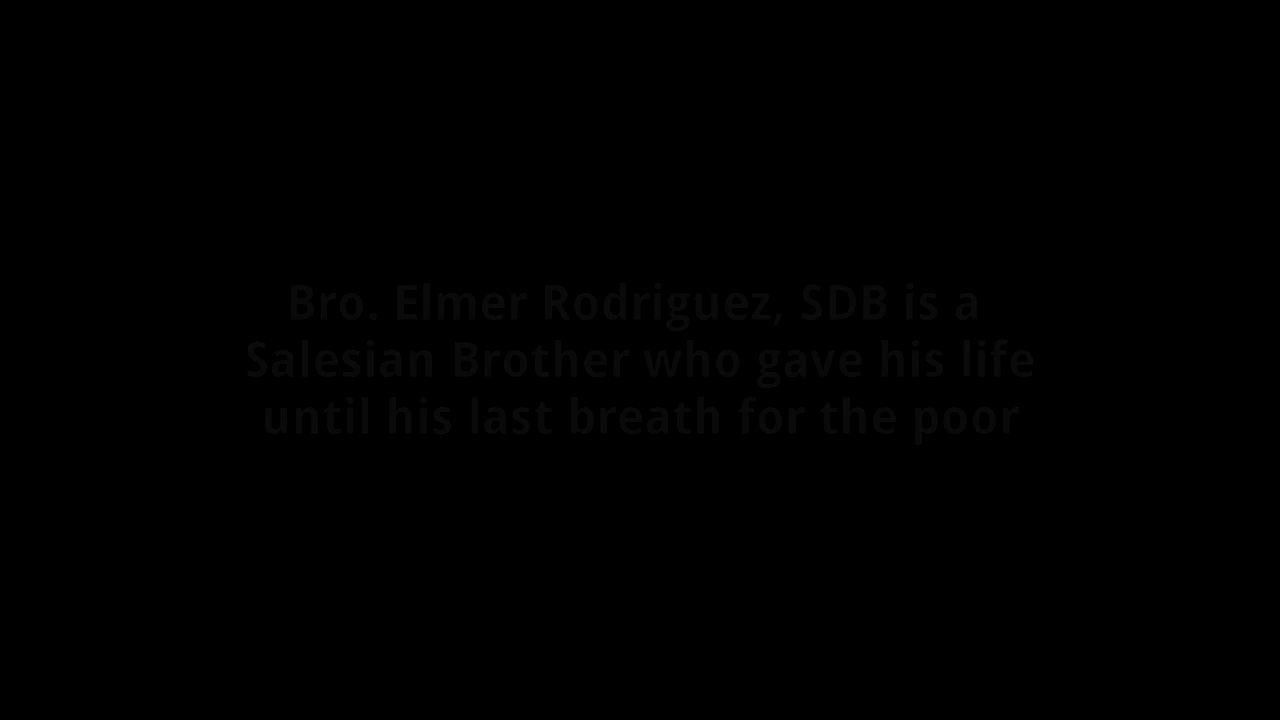 Bro. Elmer Rodriguez, SDB is a
Salesian Brother who gave his life
until his last breath for the poor